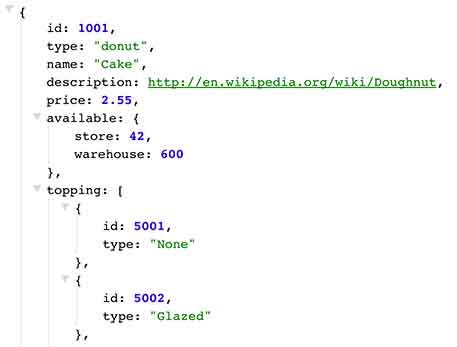 {
id: 1001,
type: "donut",
name: "Cake",
description: http://en.wikipedia.org/wiki/Doughnut,
price: 2.55,
available: {
store: 42,
warehouse: 600
},
topping: [
{
id: 5001,
type: "None"
},
{
id: 5002,
type: "Glazed"
},